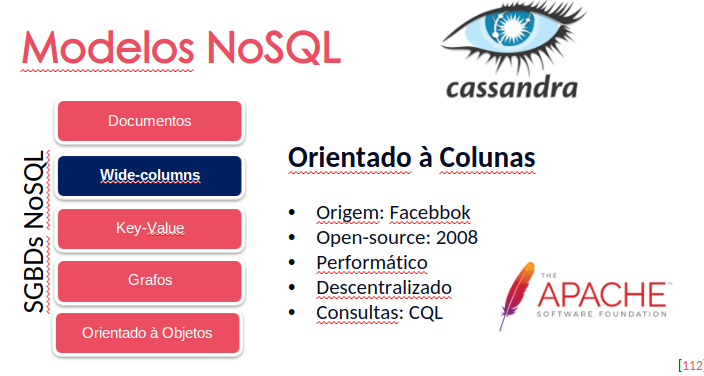 Modelos NoSQL
cassandra
SGBDs NoSQL
Documentos
Wide-columns
Key-Value
Grafos
Orientado à Objetos
Orientado à Colunas
• Origem: Facebbok
• Open-source: 2008
• Performático
• Descentralizado
• Consultas: CQL
THE
APACHE™
SOFTWARE FOUNDATION
[112]